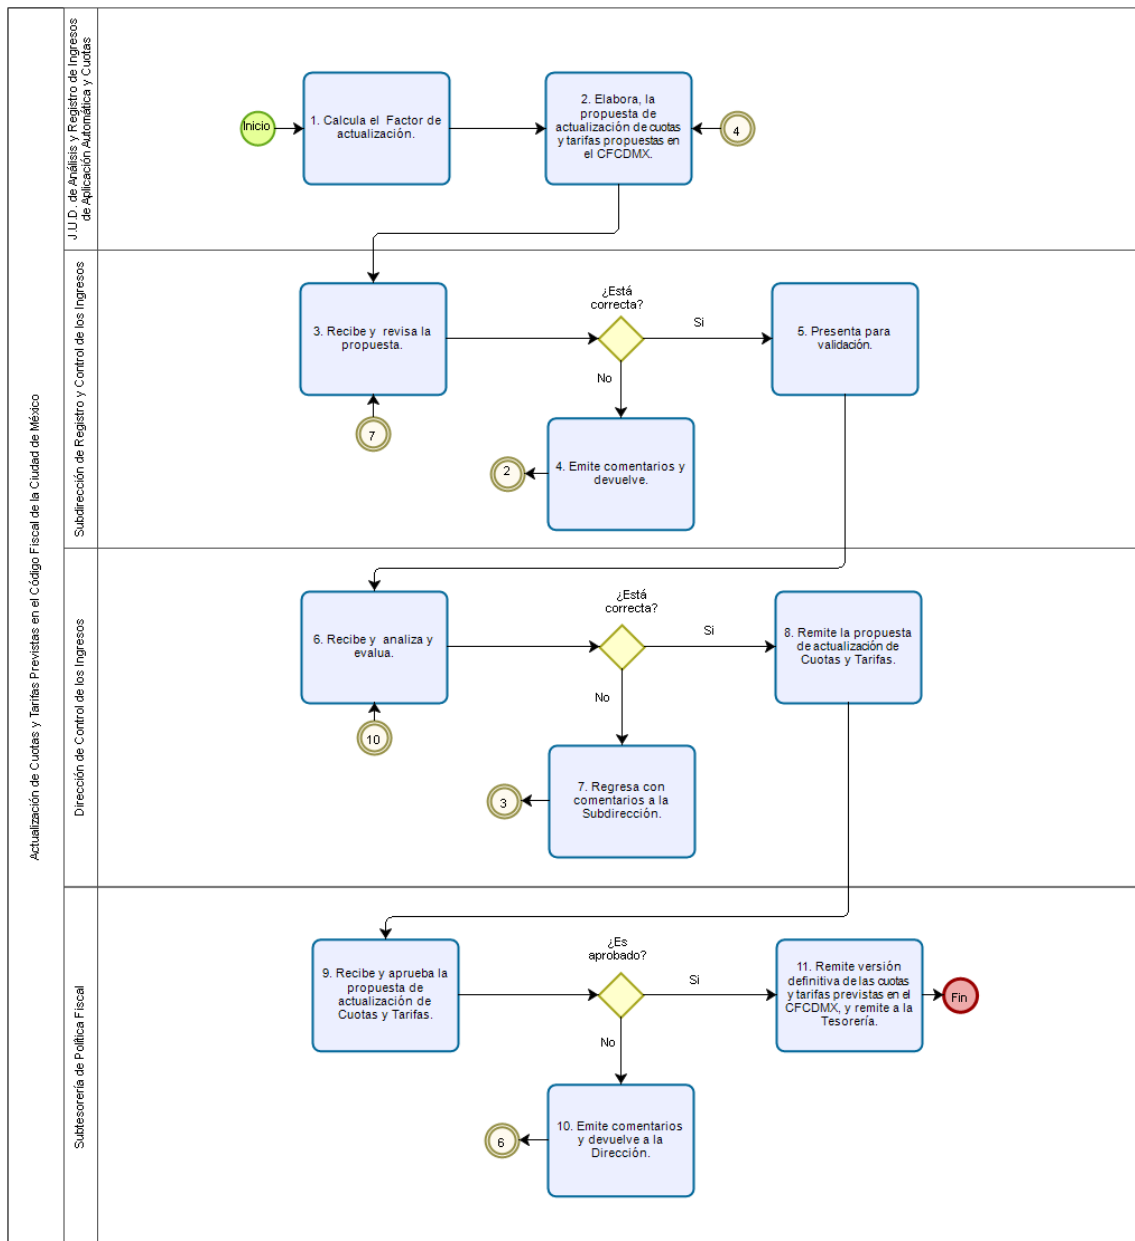 Actualización de Cuotas y Tarifas Previstas en el Código Fiscal de la Ciudad de México
J.U.D. de Análisis y Registro de Ingresos
de Aplicación Automática y Cuotas
Inicio
1. Calcula el Factor de
actualización.
2. Elabora, la
propuesta de
actualización de cuotas
y tarifas propuestas en
el CFCDMX.
4
Subdirección de Registro y Control de los Ingresos
3. Recibe y revisa la
propuesta.
¿Está
correcta?
Si
5. Presenta para
validación.
No
7
2
4. Emite comentarios y
devuelve.
Dirección de Control de los Ingresos
6. Recibe y analiza y
evalua.
¿Está
correcta?
Si
8. Remite la propuesta
de actualización de
Cuotas y Tarifas.
No
10
3
7. Regresa con
comentarios a la
Subdirección.
Subtesorería de Política Fiscal
9. Recibe y aprueba la
propuesta de
actualización de
Cuotas y Tarifas.
¿Es
aprobado?
Si
11. Remite versión
definitiva de las cuotas
y tarifas previstas en el
CFCDMX, y remite a la
Tesorería.
Fin
No
6
10. Emite comentarios
y devuelve a la
Dirección.